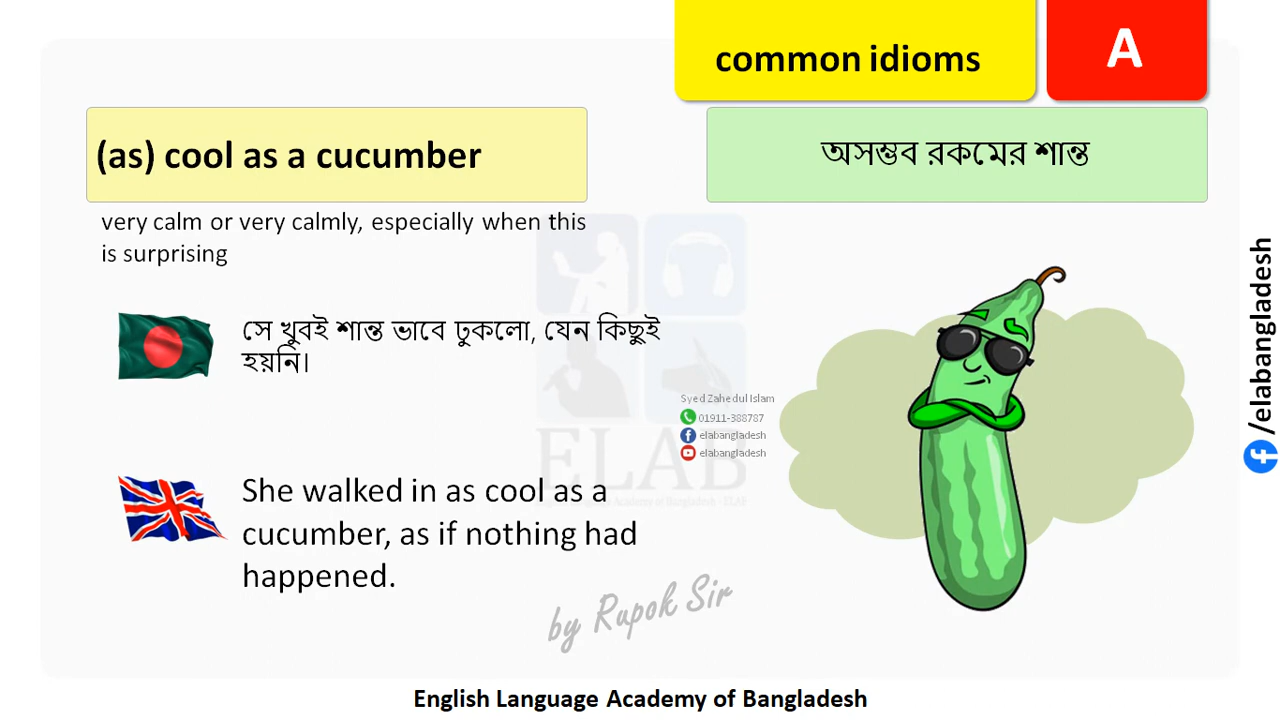 common idioms
A
(as) cool as a cucumber
অসম্ভব রকমের শান্ত
very calm or very calmly, especially when this
is surprising
সে খুবই শান্ত ভাবে ঢুকলো, যেন কিছুই
হয়নি।
Syed Zahedul Islam
01911-388787
elabangladesh
elabangladesh
ELAB
She walked in as cool as a
cucumber, as if nothing had
happened.
by Rupok Sir
/elabangladesh
English Language Academy of Bangladesh